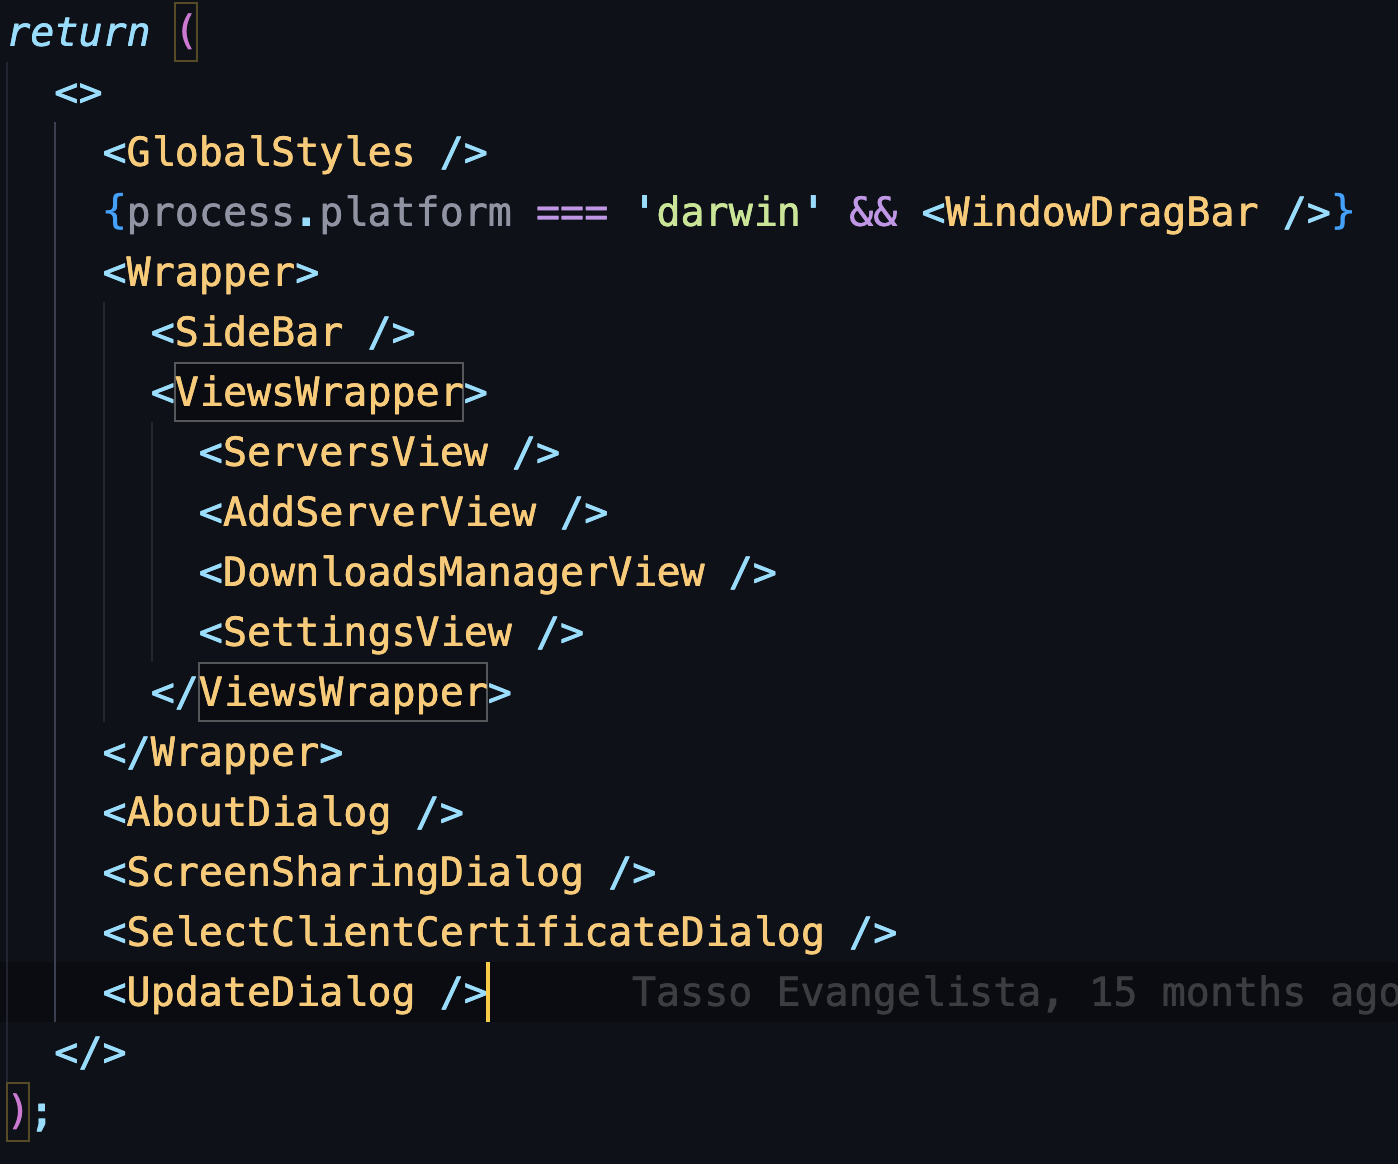 return (
<>
<GlobalStyles />
{process.platform === 'darwin' && <WindowDragBar />}
<Wrapper>
<SideBar />
<ViewsWrapper>
<ServersView />
<AddServerView />
<DownloadsManagerView />
<SettingsView />
</ViewsWrapper>
</Wrapper>
<AboutDialog />
<ScreenSharingDialog />
<SelectClientCertificateDialog />
<UpdateDialog /> Tasso Evangelista, 15 months ago
</>
);